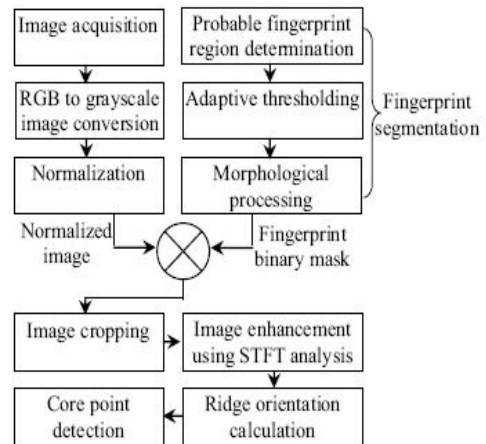 Image acquisition
RGB to grayscale
image conversion
Normalization
Normalized
image
Probable fingerprint
region determination
Adaptive thresholding
Morphological
processing
Fingerprint
segmentation
Fingerprint
binary mask
Image cropping
Image enhancement
using STFT analysis
Ridge orientation
calculation
Core point
detection